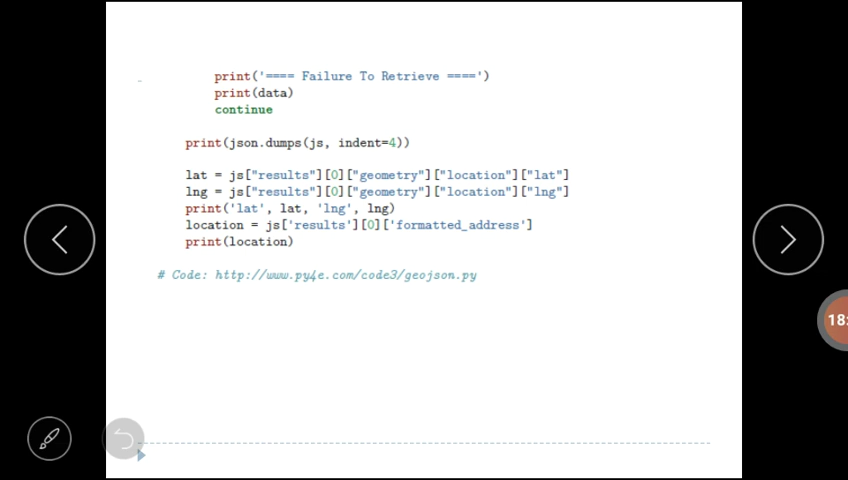 print('==== Failure To Retrieve ====')
print(data)
continue
print(json.dumps(js, indent=4))
lat = js["results"][0]["geometry"]["location"]["lat"]
lng = js["results"][0]["geometry"]["location"]["lng"]
print('lat', lat, 'lng', lng)
location = js['results'][0]['formatted_address']
print(location)
# Code: http://www.py4e.com/code3/geojson.py
18: